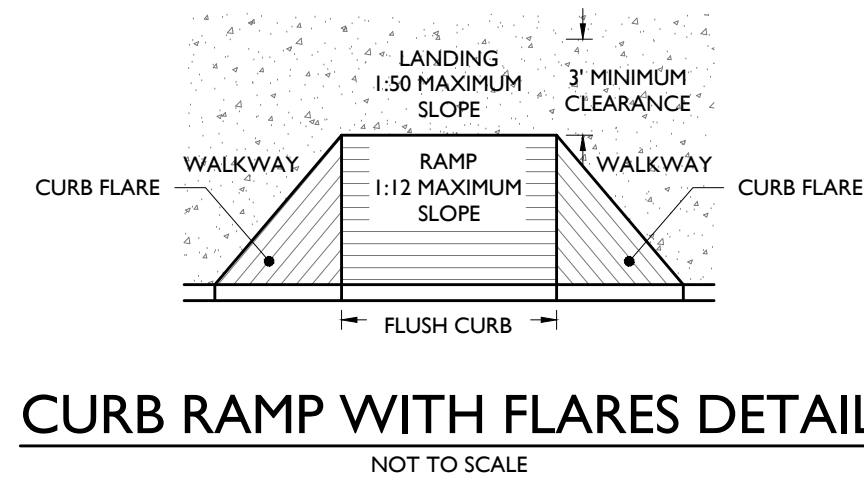 LANDING
1:50 MAXIMUM
SLOPE
3' MINIMUM
CLEARANCE
WALKWAY
RAMP
1:12 MAXIMUM
SLOPE
WALKWAY
CURB FLARE
CURB FLARE
FLUSH CURB
CURB RAMP WITH FLARES DETAIL
NOT TO SCALE